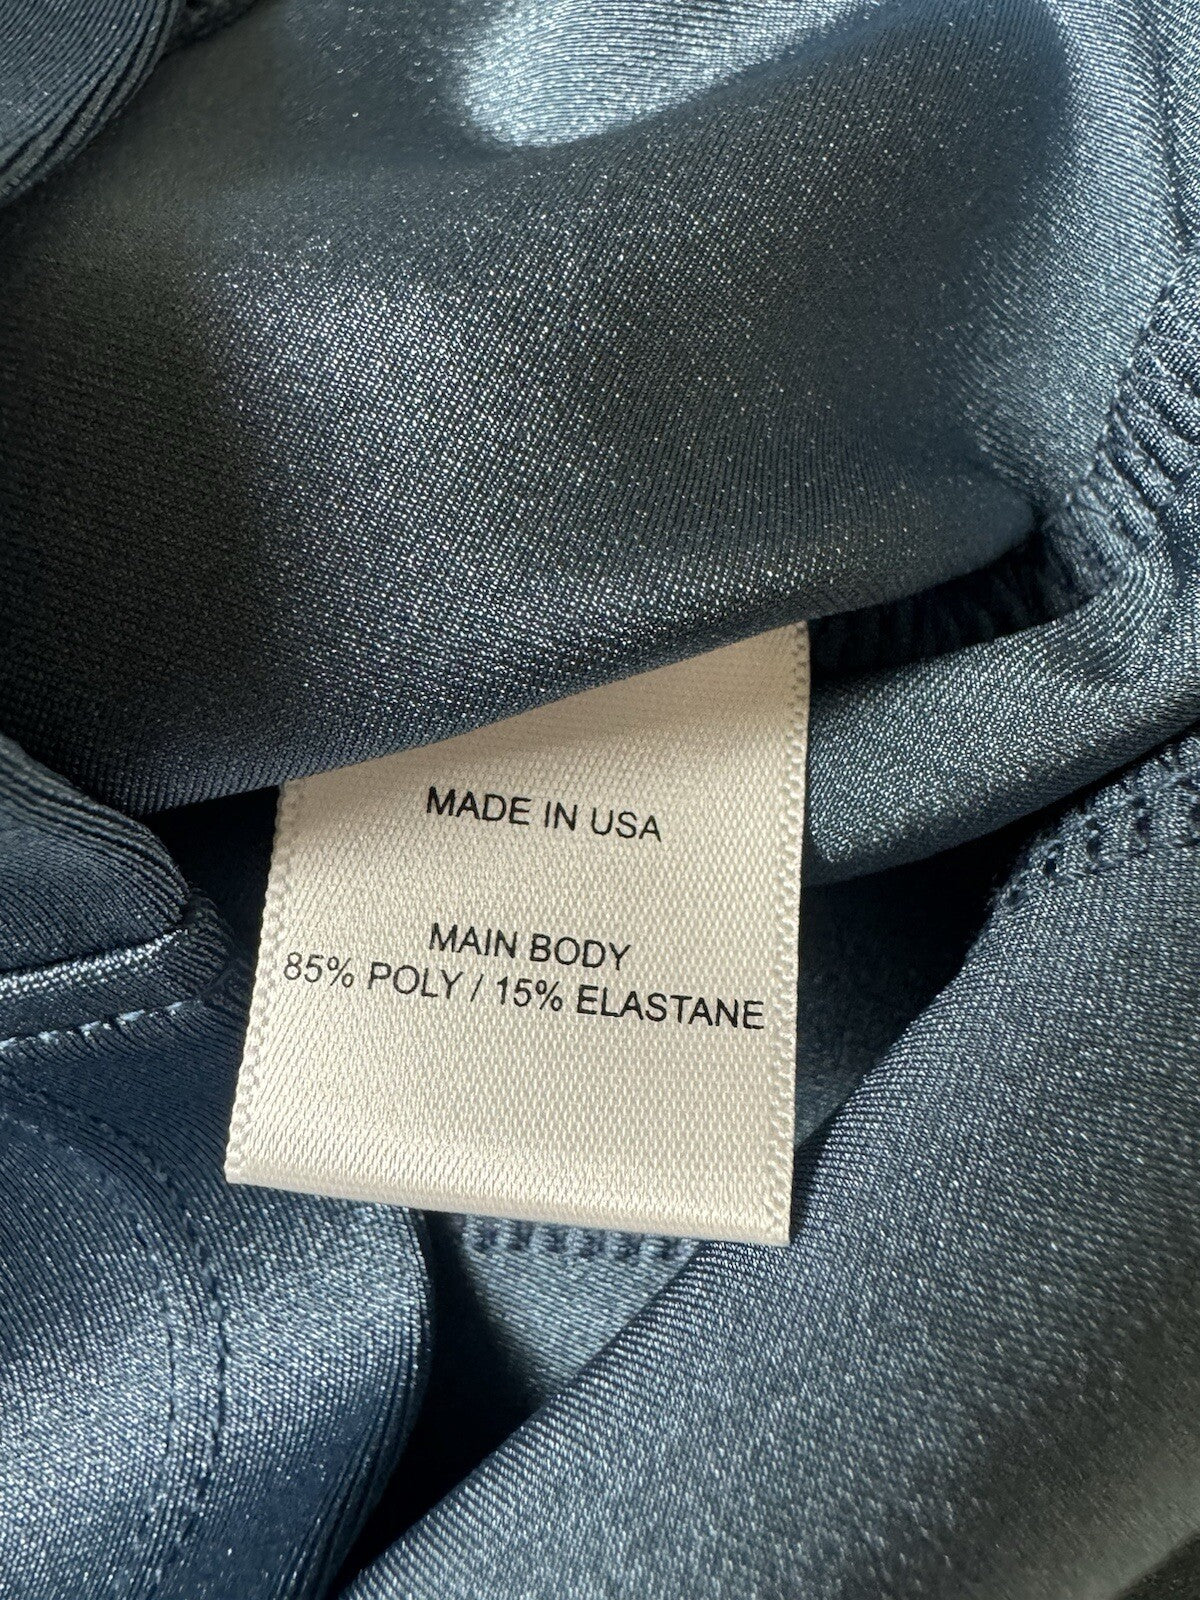 MADE IN USA
MAIN BODY
85% POLY / 15% ELASTANE